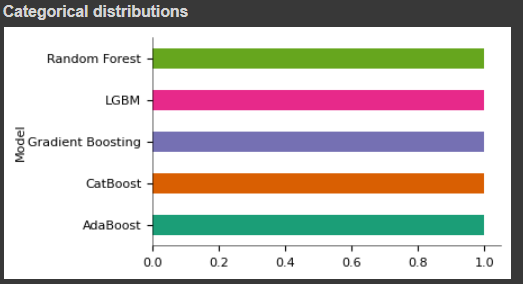 Categorical distributions
Random Forest
LGBM
Gradient Boosting
CatBoost
AdaBoost
Model
0.0 0.2 0.4 0.6 0.8 1.0